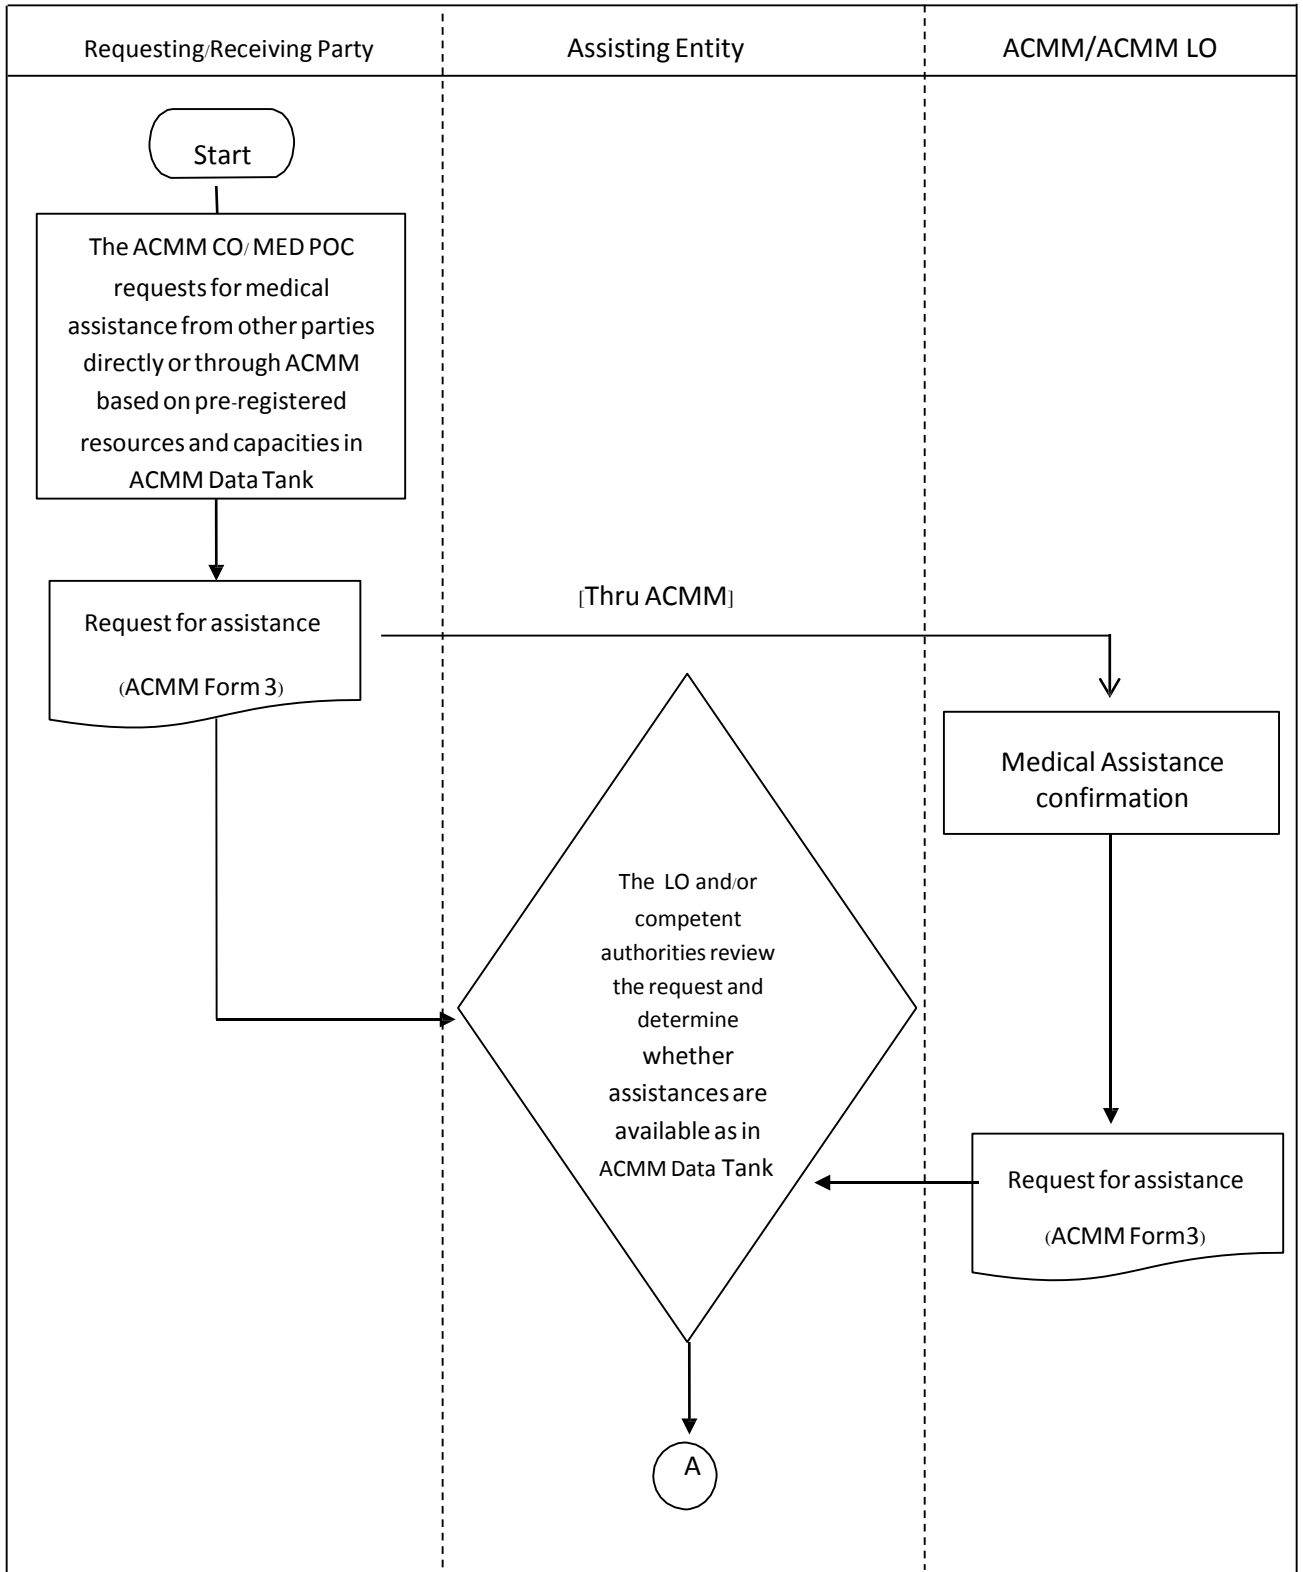 Requesting/Receiving Party
Assisting Entity
ACMM/ACMM LO
Start
The ACMM CO/ MED POC
requests for medical
assistance from other parties
directly or through ACMM
based on pre-registered
resources and capacities in
ACMM Data Tank
Request for assistance
(ACMM Form 3)
[Thru ACMM]
Medical Assistance
confirmation
The LO and/or
competent
authorities review
the request and
determine
whether
assistances are
available as in
ACMM Data Tank
Request for assistance
(ACMM Form3)
A